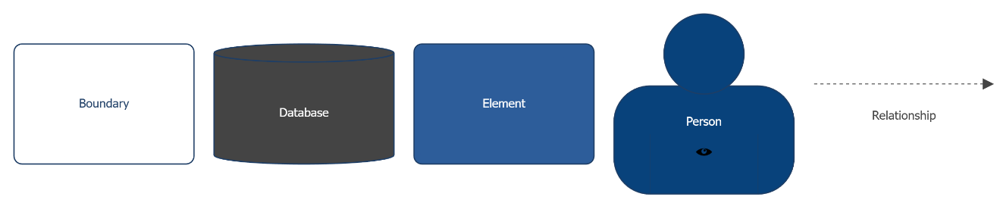 Boundary
Database
Element
Person
Relationship